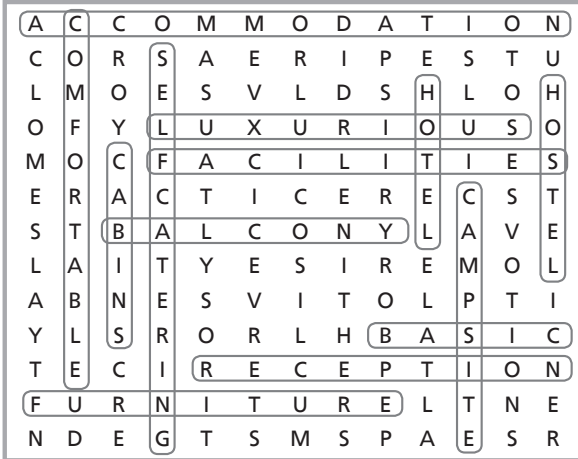 A C C O M M O D A T I O N
C O R S A E R I P E S T U
L M O E S V L D S H L O H
O F Y L U X U R I O U S O
M O C F A C I L I T I E S
E R A C T I C E R E C S T
S T B A L C O N Y L A V E
L A I T Y E S I R E M O L
A B N E S V I T O L P T I
Y L S R O R L H B A S I C
T E C I R E C E P T I O N
F U R N I T U R E L T N E
N D E G T S M S P A E S R